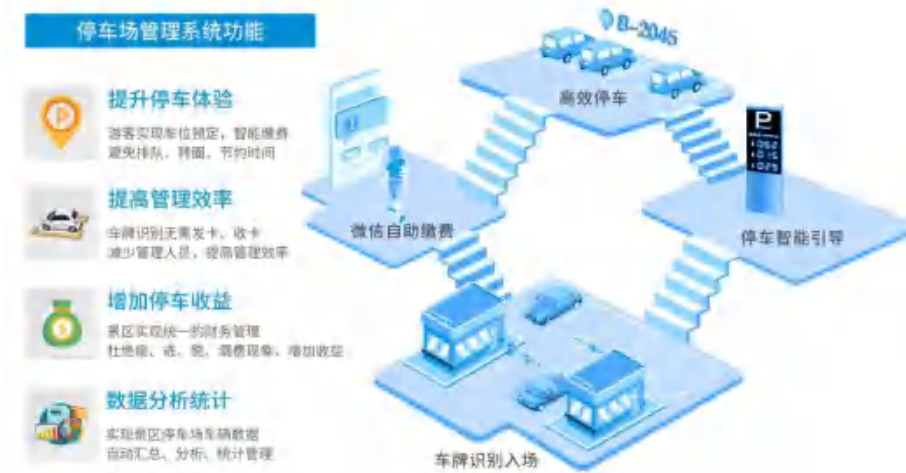 停车场管理系统功能
提升停车体验
游客实现车位预定，智能缴费
避免排队、转圈、节约时间
提高管理效率
车牌识别无需发卡、收卡
减少管理人员，提高管理效率
增加停车收益
景区实现统一的财务管理
杜绝瘦、逃、脱、漏费现象，增加收益
数据分析统计
实现景区停车场车辆数据
自动汇总、分析、统计管理
B-2045
高效停车
P
微信自助缴费
停车智能引导
车牌识别入场